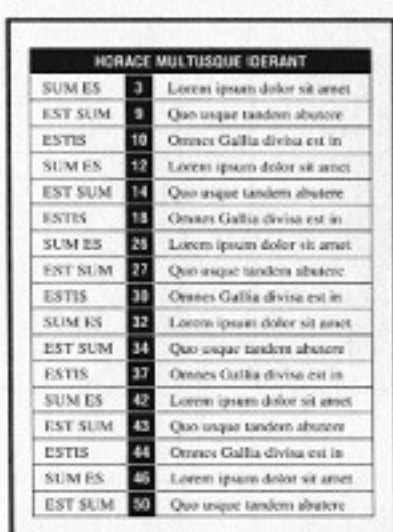 HORACE MULTUSQUE IDERANT
SUM ES 3 Lorem ipsum dolor sit amet
EST SUM 9 Quo usque tandem abutere
ESTIS 10 Omnes Gallia divisa est in
SUM ES 12 Lorem ipsum dolor sit amet
EST SUM 14 Quo usque tandem abutere
ESTIS 18 Omnes Gallia divisa est in
SUM ES 26 Lorem ipsum dolor sit amet
EST SUM 27 Quo usque tandem abutere
ESTIS 30 Omnes Gallia divisa est in
SUM ES 32 Lorem ipsum dolor sit amet
EST SUM 34 Quo usque tandem abutere
ESTIS 37 Omnes Gallia divisa est in
SUM ES 42 Lorem ipsum dolor sit amet
EST SUM 43 Quo usque tandem abutere
ESTIS 44 Omnes Gallia divisa est in
SUM ES 46 Lorem ipsum dolor sit amet
EST SUM 50 Quo usque tandem abutere